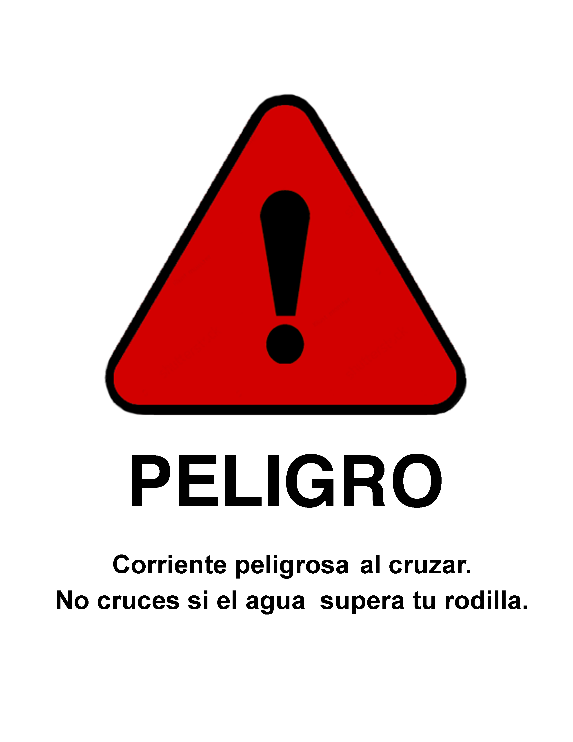 PELIGRO
Corriente peligrosa al cruzar.
No cruces si el agua  supera tu rodilla.